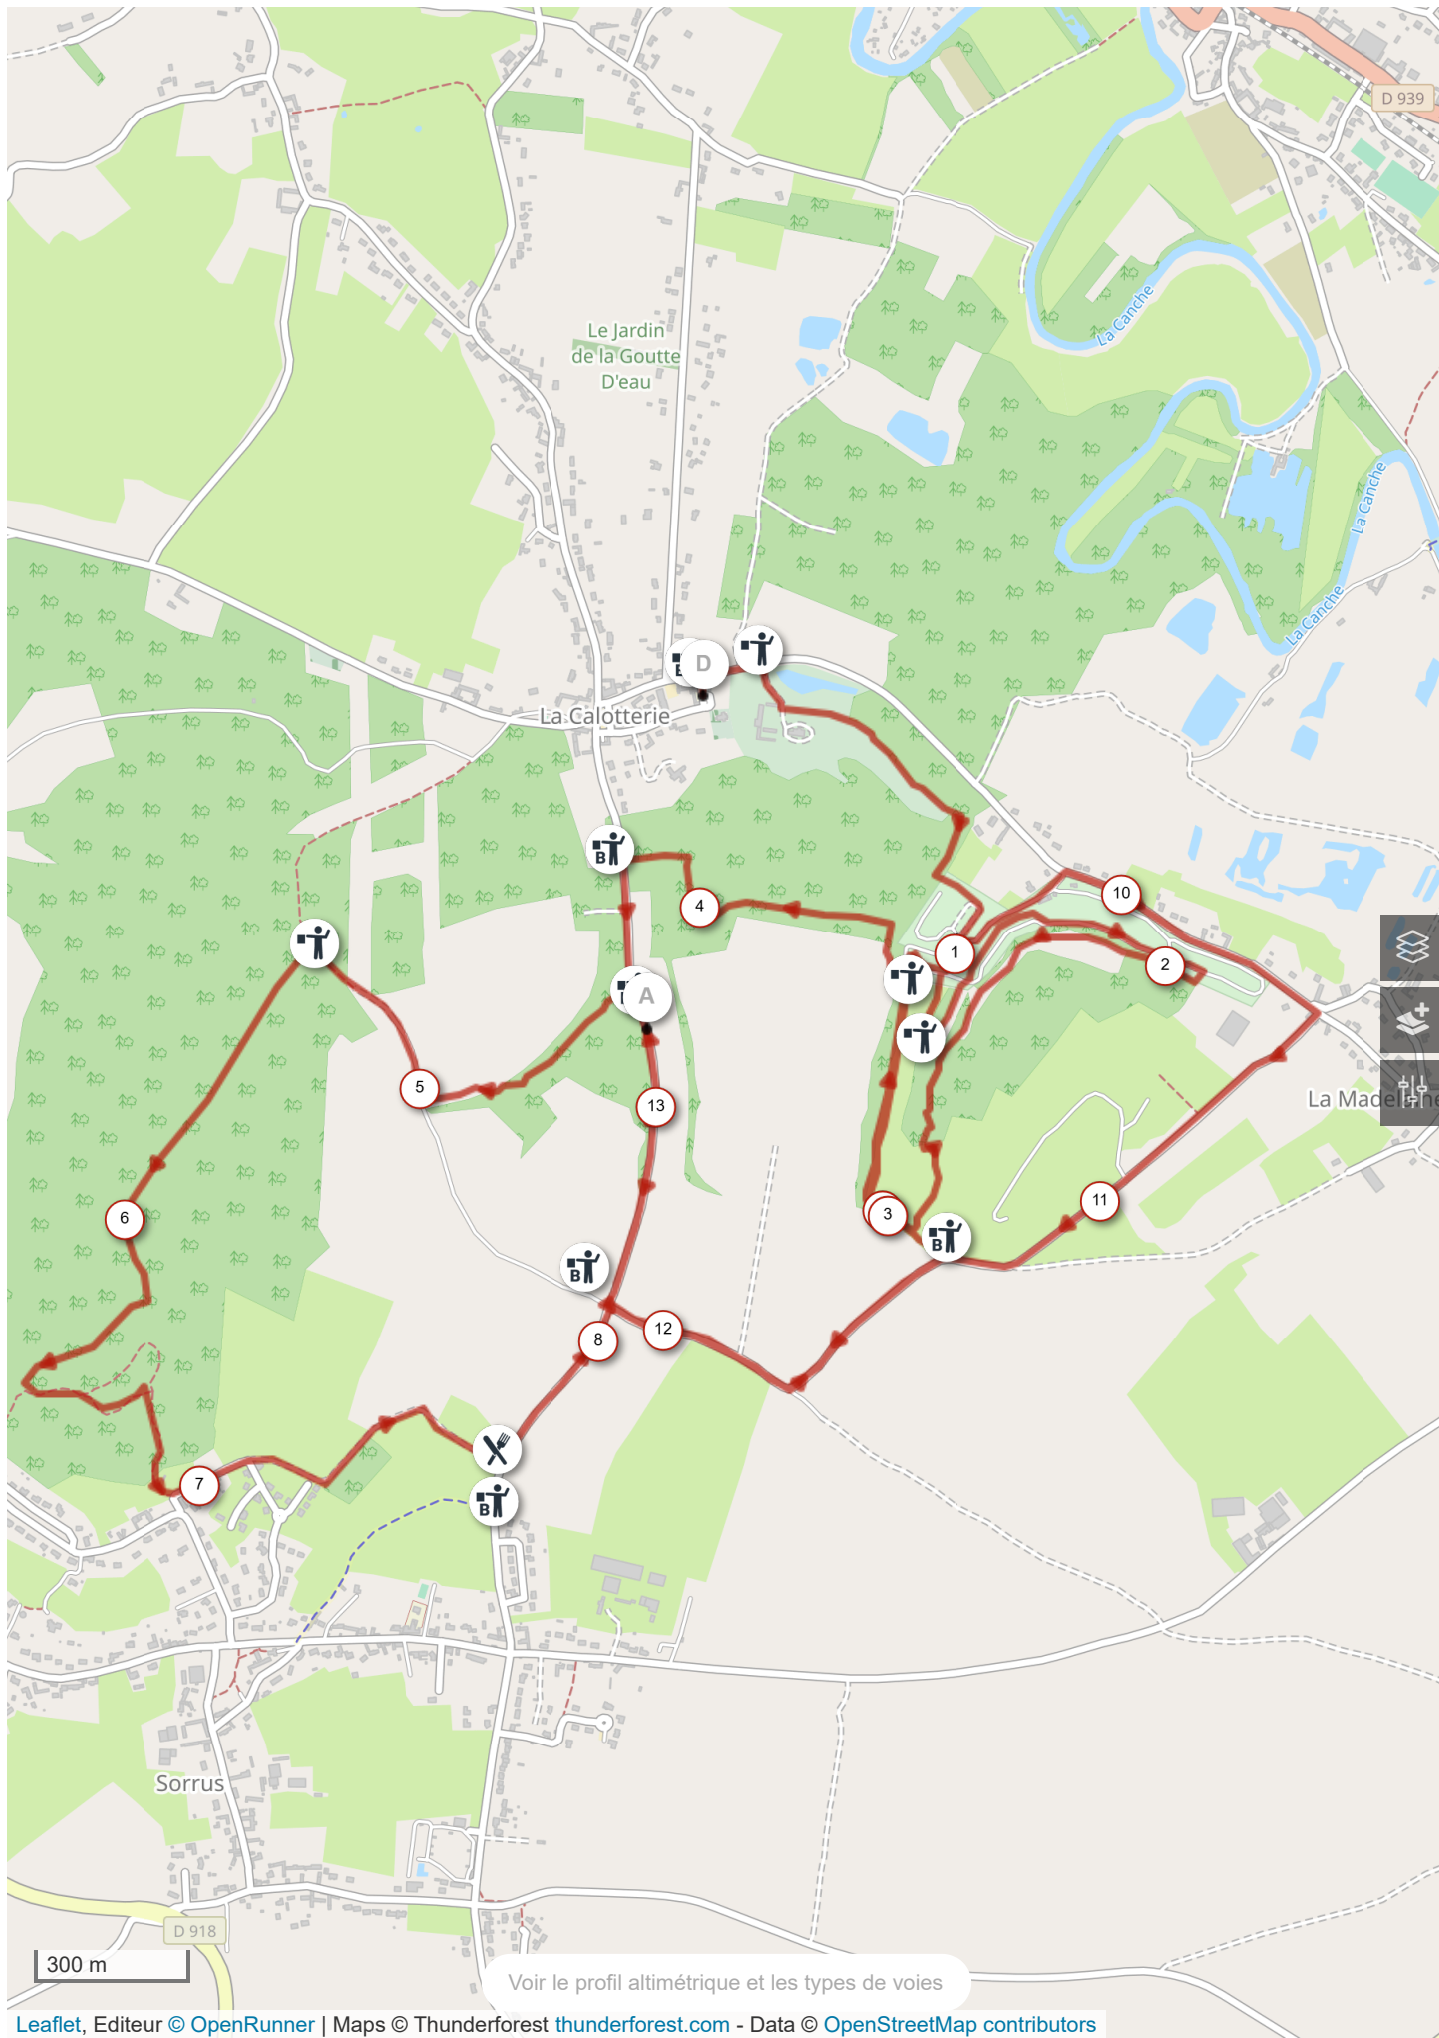 D 939
La Canche
Le Jardin
de la Goutte
D'eau
La Canche
La Canche
D
La Calotterie
B
10
4
1
2
A
5
13
La Made
6
11
3
B
B
12
8
7
B
Sorrus
D 918
300 m
Voir le profil altimétrique et les types de voies
Leaflet, Editeur © OpenRunner | Maps © Thunderforest thunderforest.com - Data © OpenStreetMap contributors